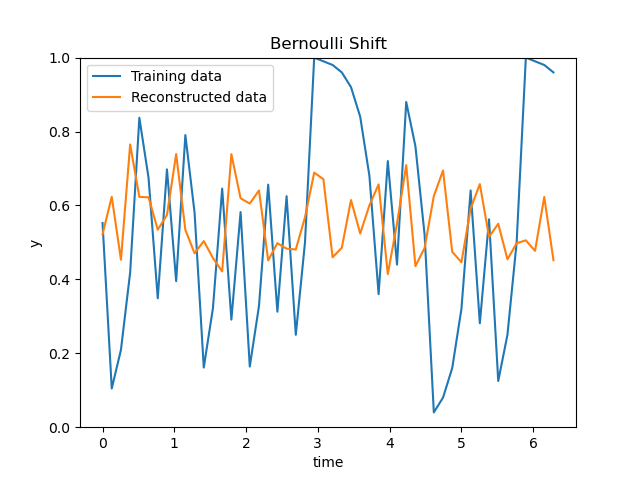 Bernoulli Shift
Training data
Reconstructed data
y
1.0
0.8
0.6
0.4
0.2
0.0
0 1 2 3 4 5 6
time